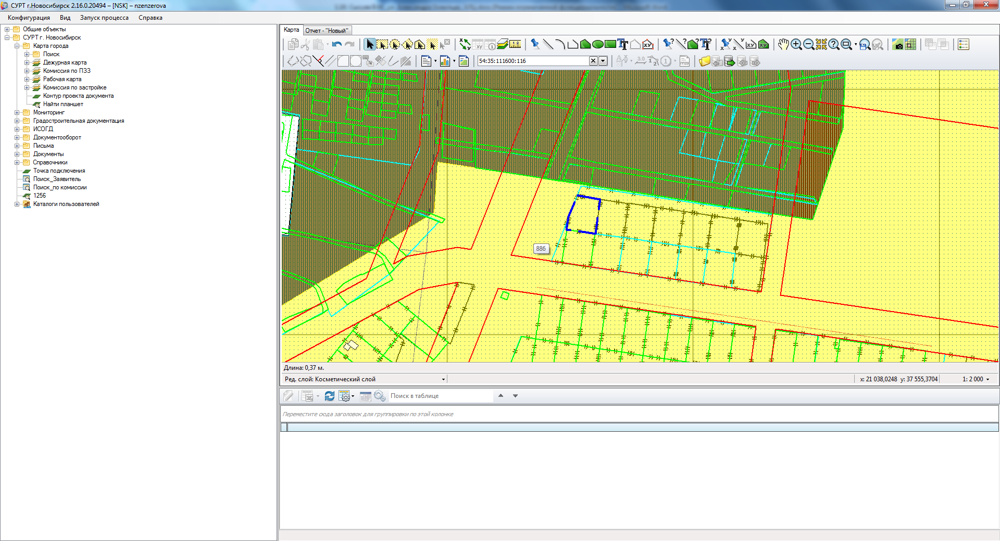 СУРТ г.Новосибирск 2.16.0.20494 – [NSK] – nzenzerova
Конфигурация Вид Запуск процесса Справка
Общие объекты
СУРТ г. Новосибирск
Карта города
Поиск
Дежурная карта
Комиссия по ПЗЗ
Рабочая карта
Комиссия по застройке
Контур проекта документа
Найти планшет
Мониторинг
Градостроительная документация
ИСОГД
Документооборот
Письма
Документы
Справочники
Точка подключения
Поиск_Заявитель
Поиск_по комиссии
1256
Каталоги пользователей
Карта Отчет - "Новый"
54:35:111600:116
886
Длина: 0,37 м.
Ред. слой: Косметический слой
x: 21 038,0248 y: 37 555,3704
1: 2 000
Поиск в таблице
Переместите сюда заголовок для группировки по этой колонке